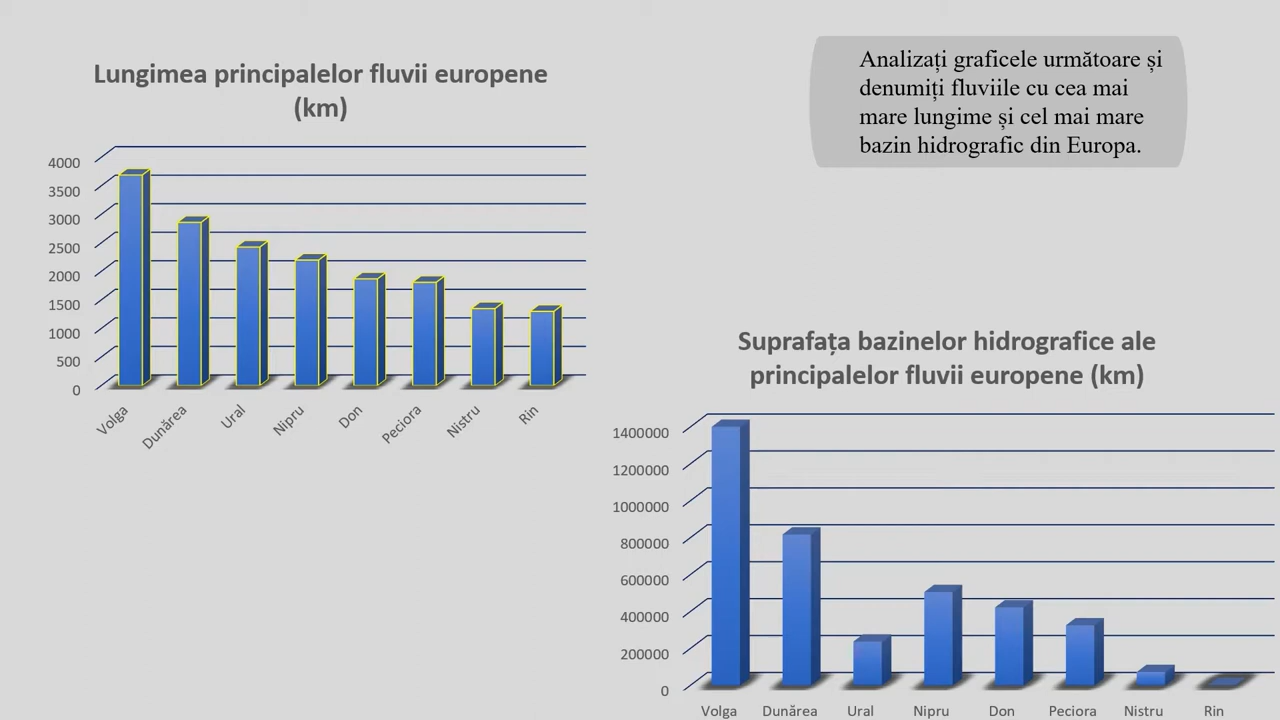 Lungimea principalelor fluvii europene
(km)
4000
3500
3000
2500
2000
1500
1000
500
0
Volga
Dunărea
Ural
Nipru
Don
Peciora
Nistru
Rin
Analizați graficele următoare și
denumiți fluviile cu cea mai
mare lungime și cel mai mare
bazin hidrografic din Europa.
Suprafața bazinelor hidrografice ale
principalelor fluvii europene (km)
1400000
1200000
1000000
800000
600000
400000
200000
0
Volga
Dunărea
Ural
Nipru
Don
Peciora
Nistru
Rin